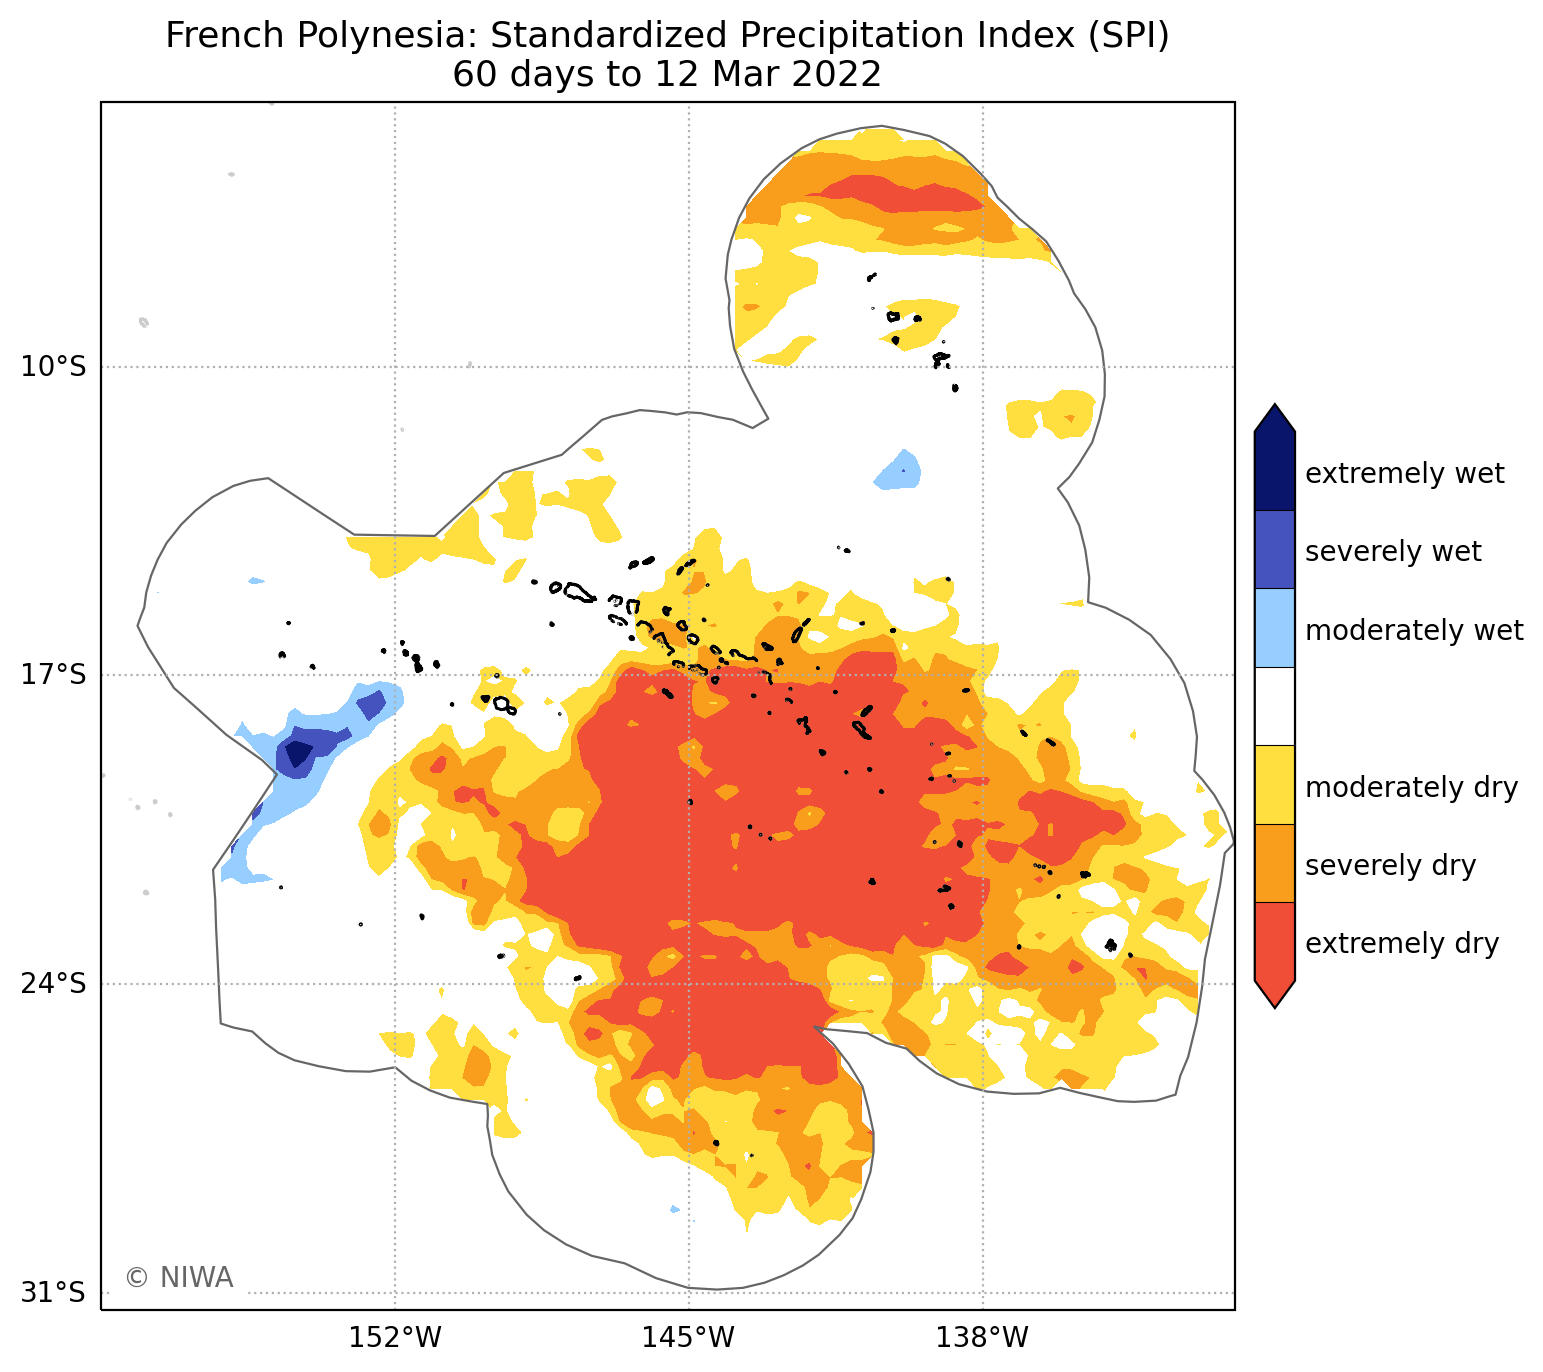 French Polynesia: Standardized Precipitation Index (SPI)
60 days to 12 Mar 2022
10°S
17°S
24°S
31°S
152°W
145°W
138°W
© NIWA
extremely wet
severely wet
moderately wet
moderately dry
severely dry
extremely dry